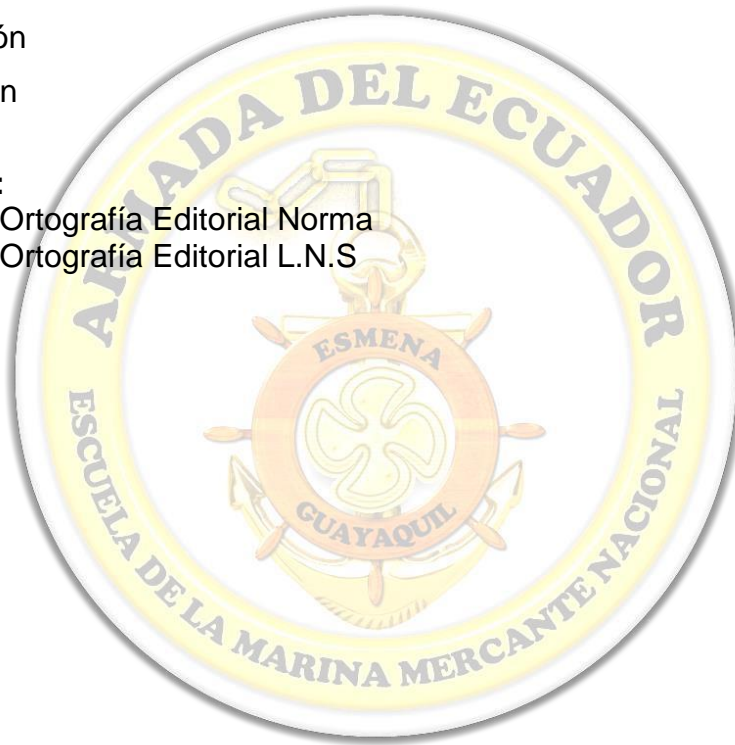 ón
n
:
Ortografía Editorial Norma
Ortografía Editorial L.N.S
ARMADA DEL ECUADOR
ESMENA
GUAYAQUIL
ESCUELA DE LA MARINA MERCANTE NACIONAL